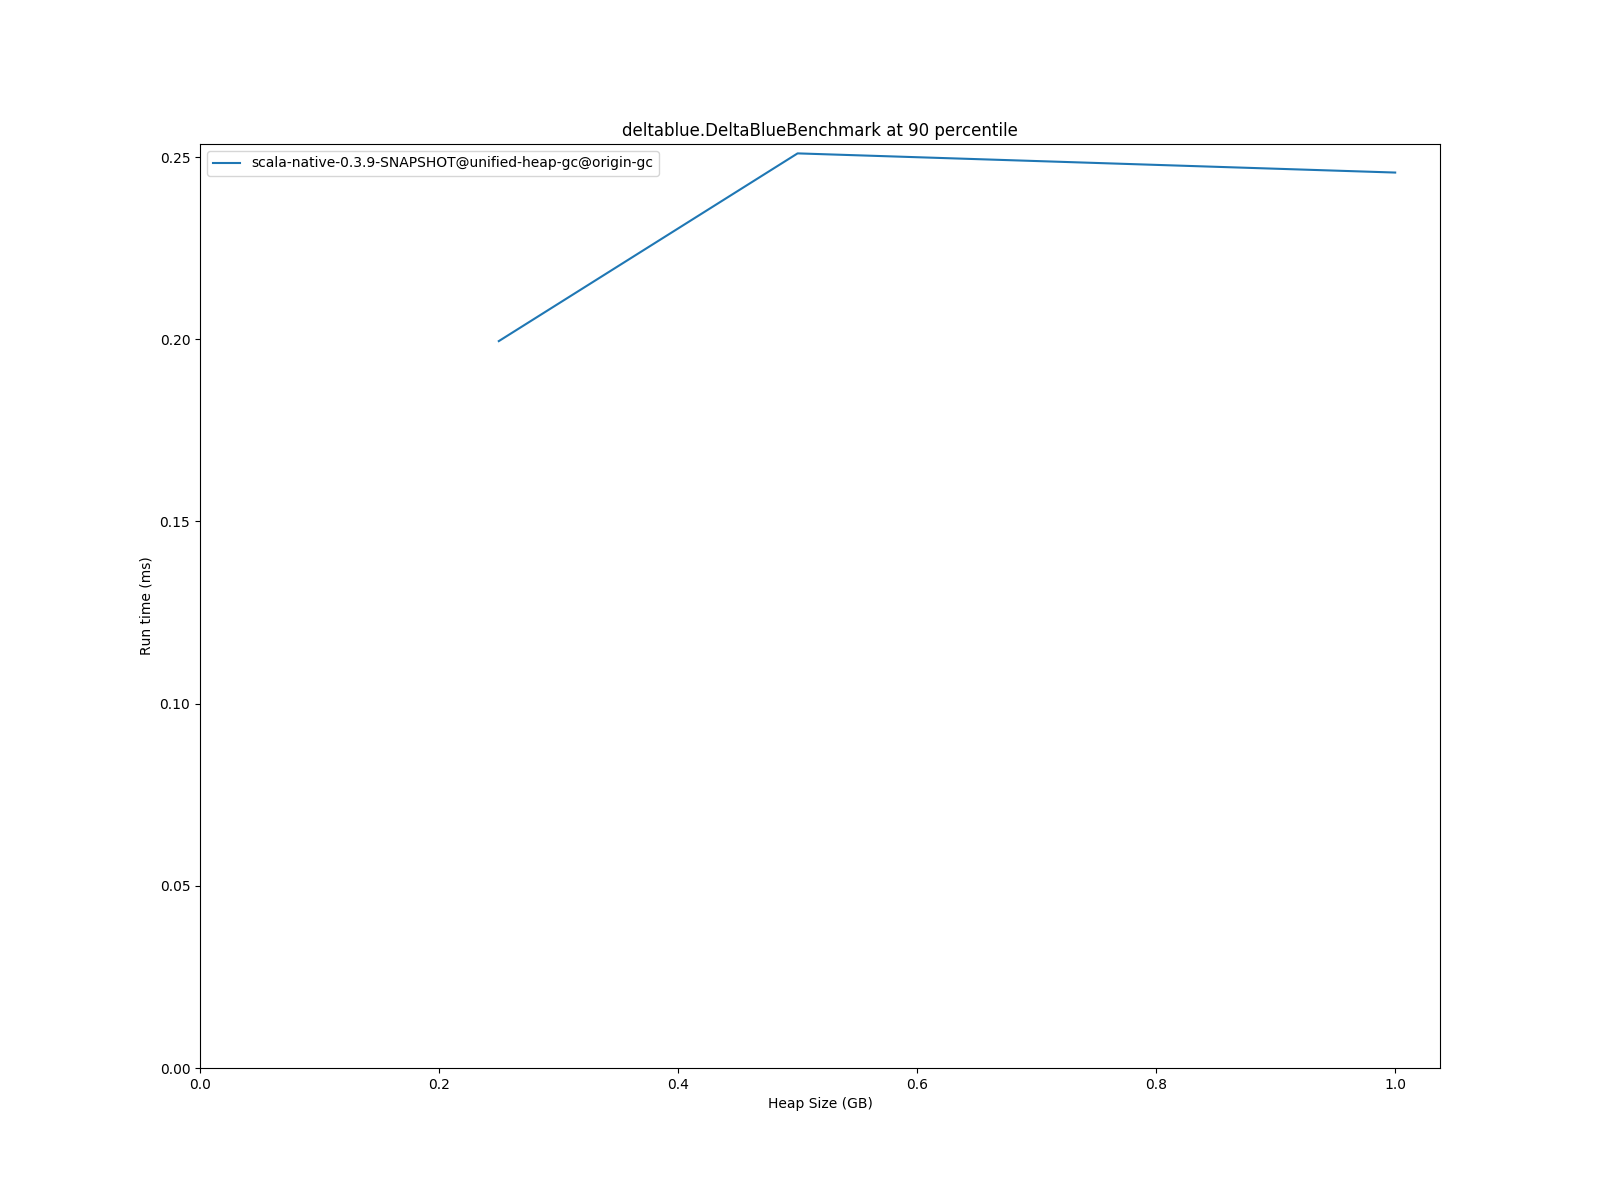 deltablue.DeltaBlueBenchmark at 90 percentile
scala-native-0.3.9-SNAPSHOT@unified-heap-gc@origin-gc
0.25
0.20
0.15
0.10
0.05
0.00
Run time (ms)
0.0 0.2 0.4 0.6 0.8 1.0
Heap Size (GB)